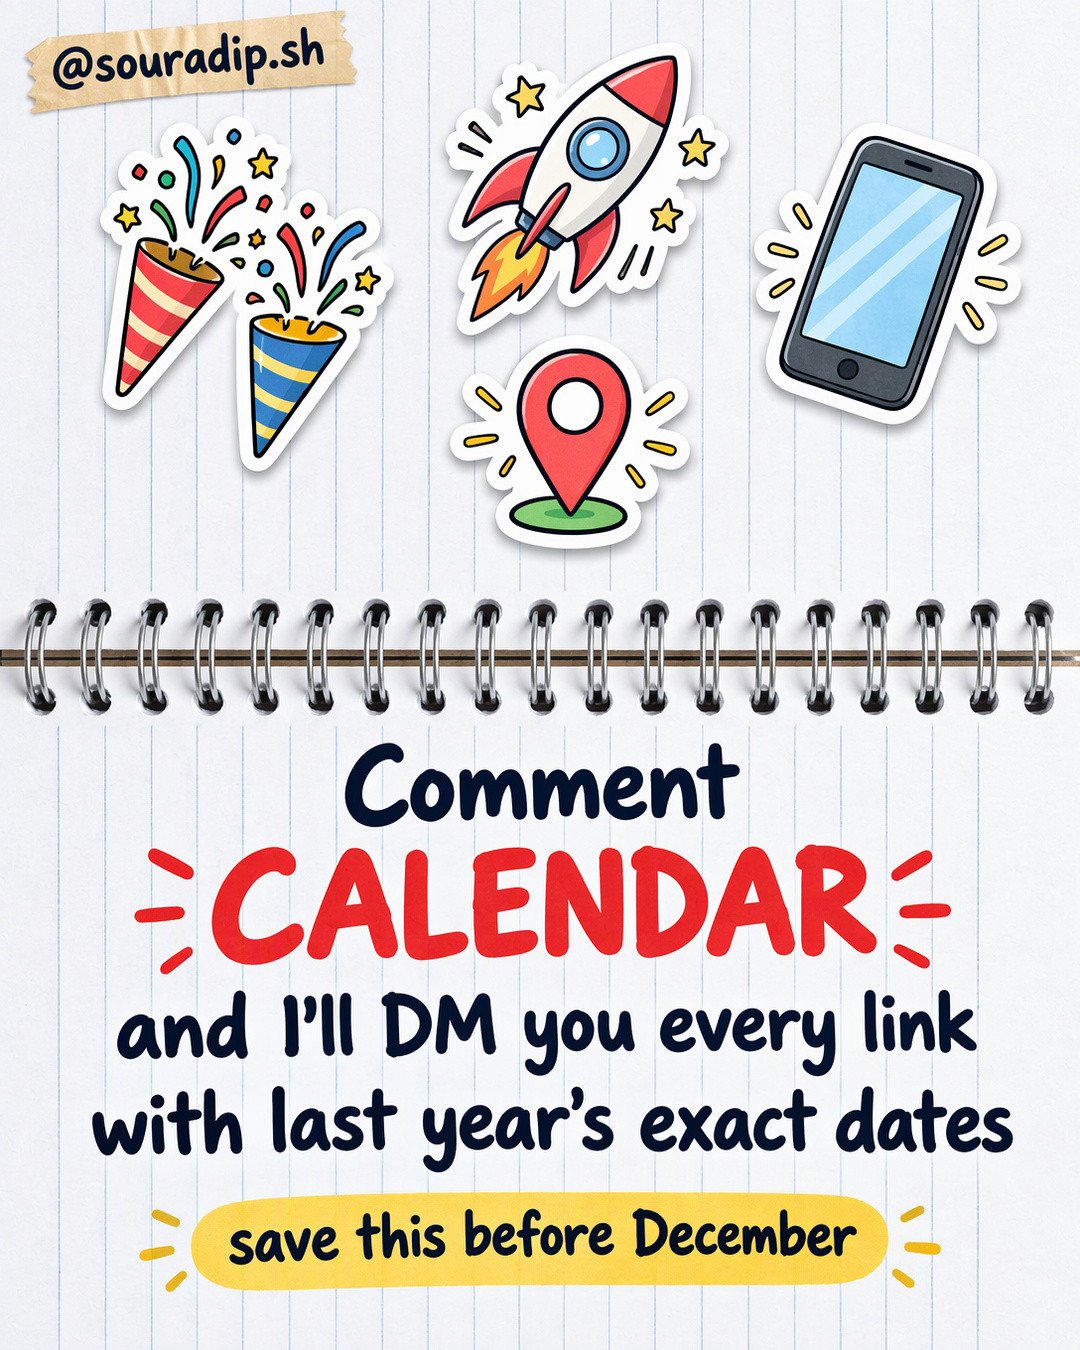 @souradip.sh
Comment
CALENDAR
and I'll DM you every link
with last year's exact dates
save this before December